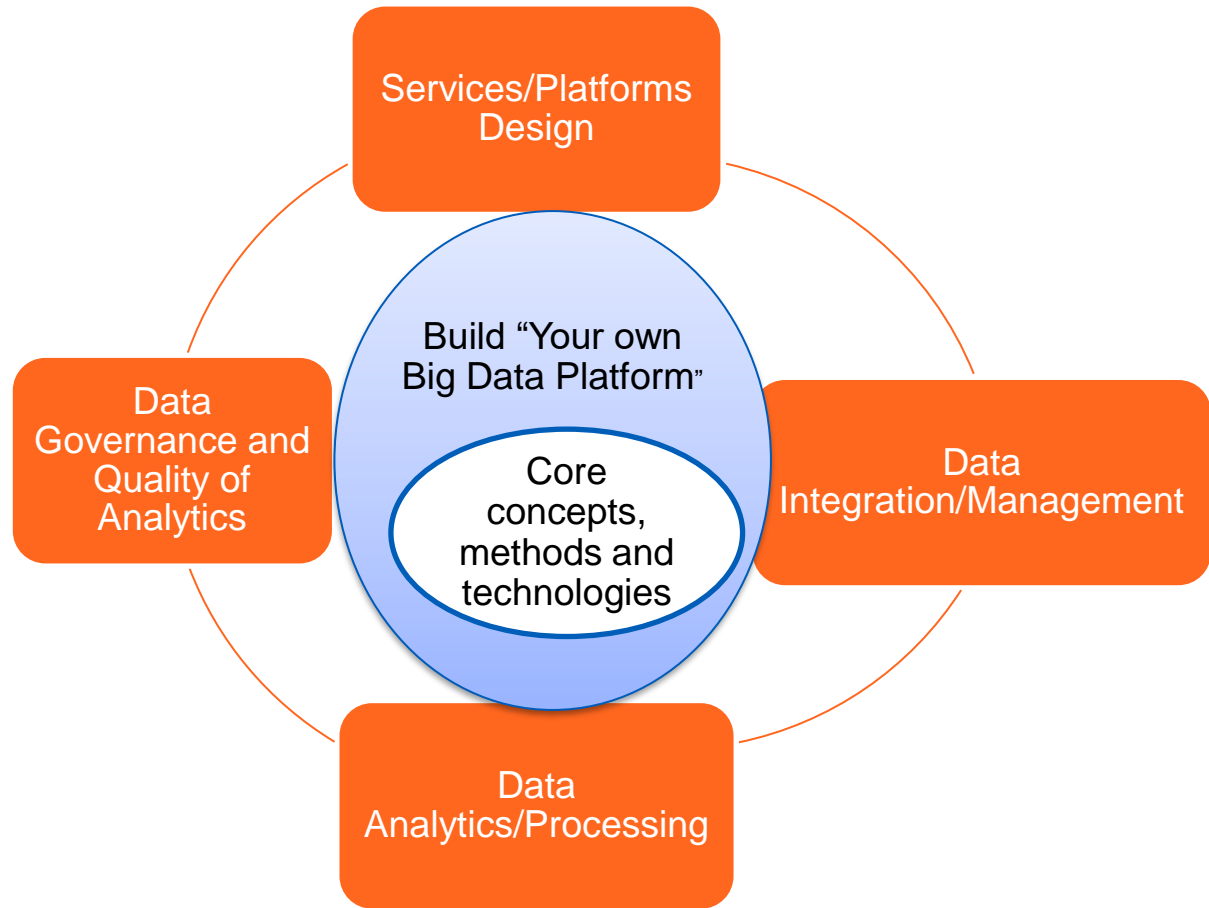 Services/Platforms
Design
Build “Your own
Big Data Platform”
Data
Governance and
Quality of
Analytics
Core
concepts,
methods and
technologies
Data
Integration/Management
Data
Analytics/Processing